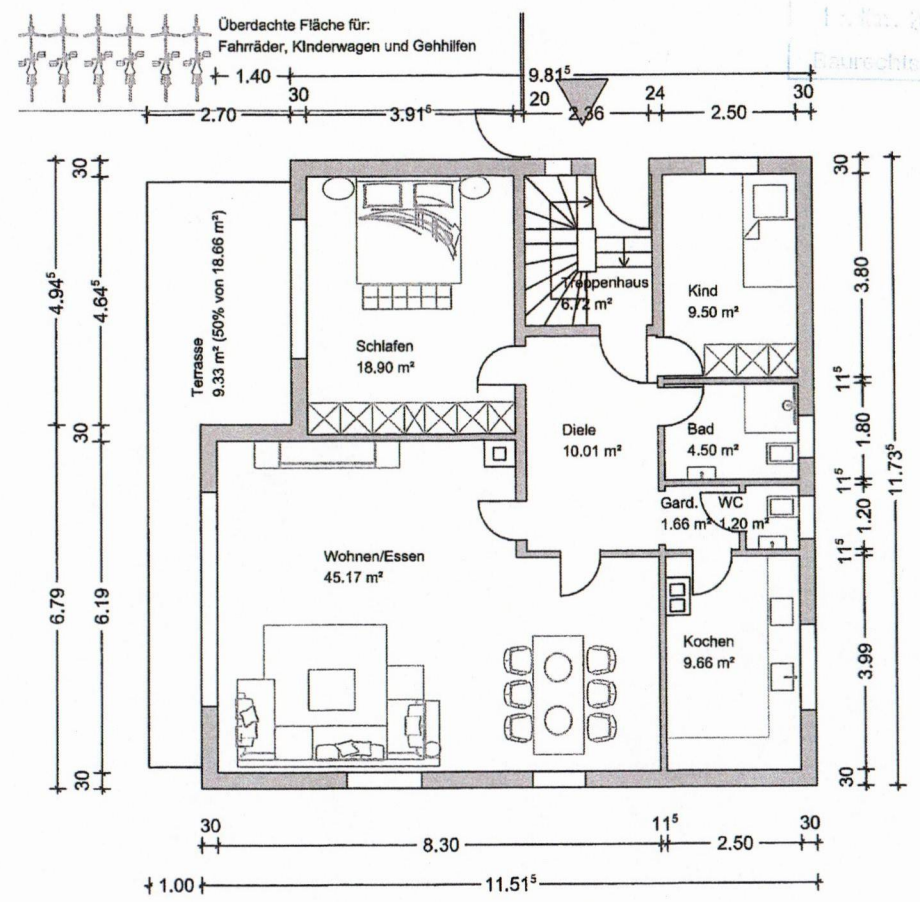 Überdachte Fläche für:
Fahrräder, KInderwagen und Gehhilfen
1.40
9.81⁵
30
20
24
30
2.70
3.91⁵
2.36
2.50
30
4.94⁵
4.64⁵
30
6.79
6.19
30
Terrasse
9.33 m² (50% von 18.66 m²)
Schlafen
18.90 m²
Treppenhaus
6.72 m²
Kind
9.50 m²
Diele
10.01 m²
Bad
4.50 m²
Gard.
1.66 m²
WC
1.20 m²
Wohnen/Essen
45.17 m²
Kochen
9.66 m²
30
3.80
11⁵
1.80
11⁵
1.20
11⁵
3.99
30
11.73⁵
30
8.30
11⁵
2.50
30
1.00
11.51⁵